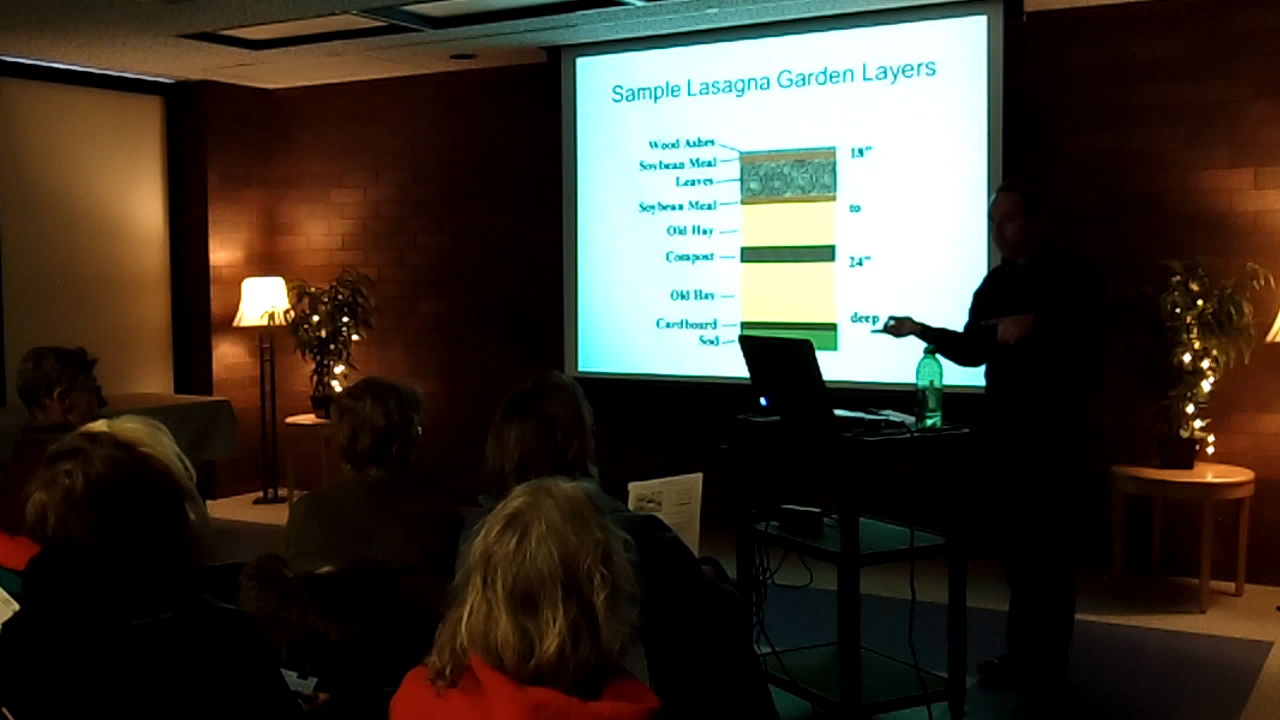 Sample Lasagna Garden Layers
Wood Ashes
Soybean Meal
Leaves
Soybean Meal
Old Hay
Compost
Old Hay
Cardboard
Sod
18"
to
24"
deep